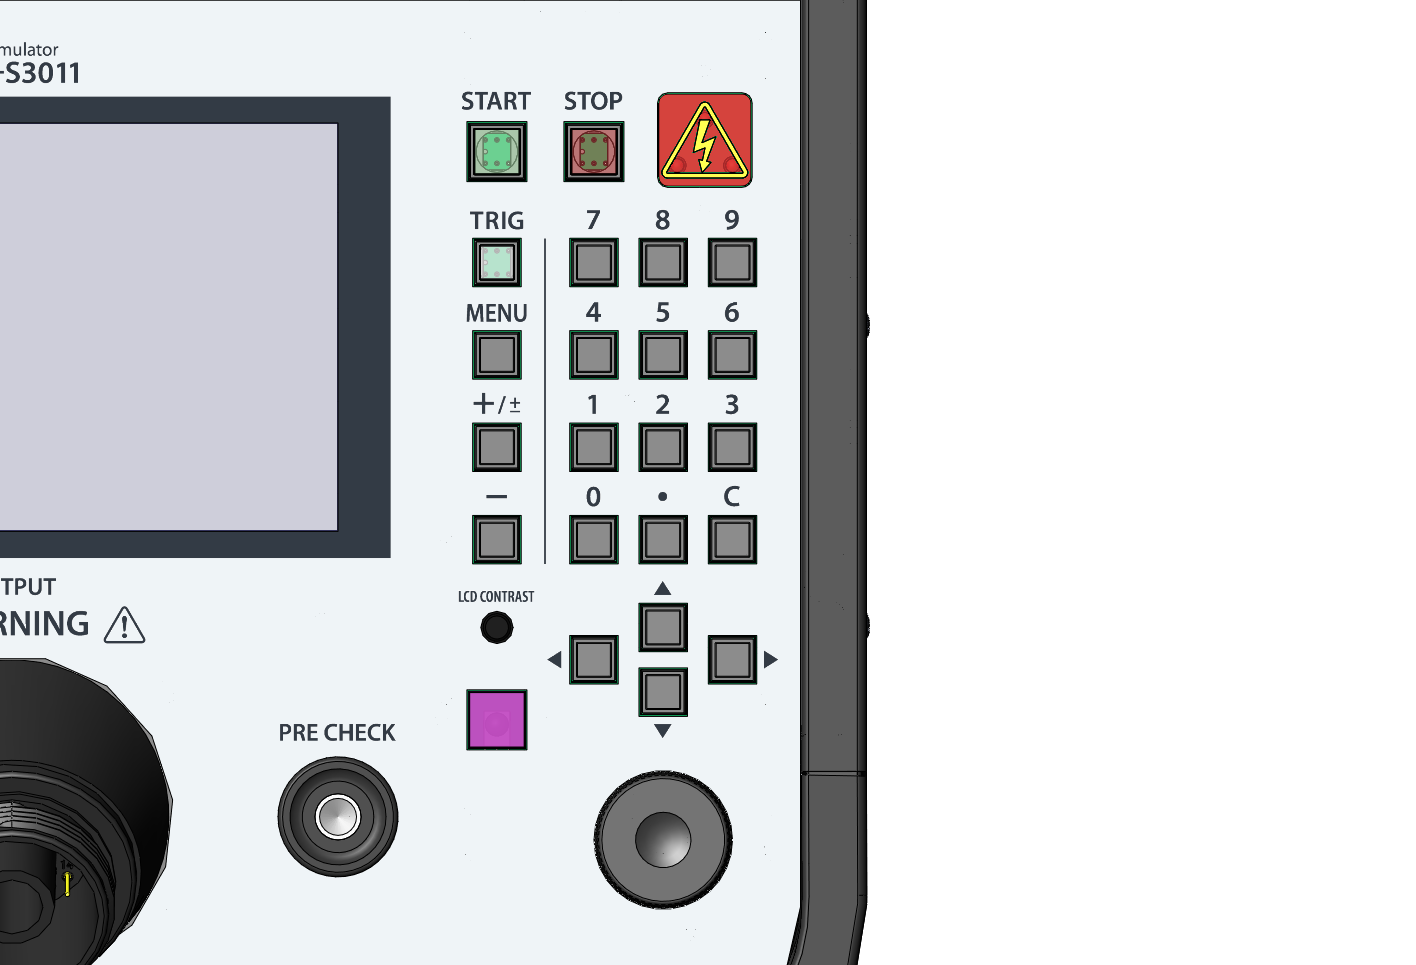 mulator
-S3011
START STOP
TRIG 7 8 9
MENU 4 5 6
+/± 1 2 3
− 0 • C
TPUT
LCD CONTRAST
RNING
PRE CHECK